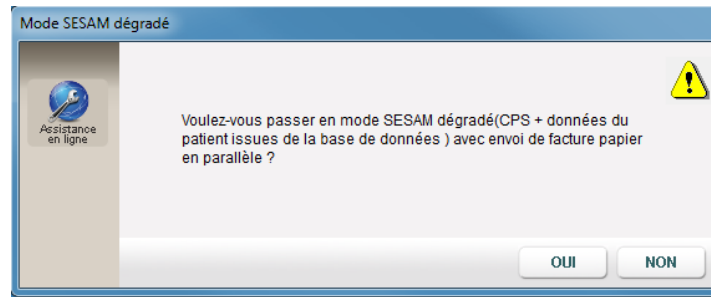 Mode SESAM dégradé
Assistance
en ligne
Voulez-vous passer en mode SESAM dégradé(CPS + données du
patient issues de la base de données ) avec envoi de facture papier
en parallèle ?
OUI
NON